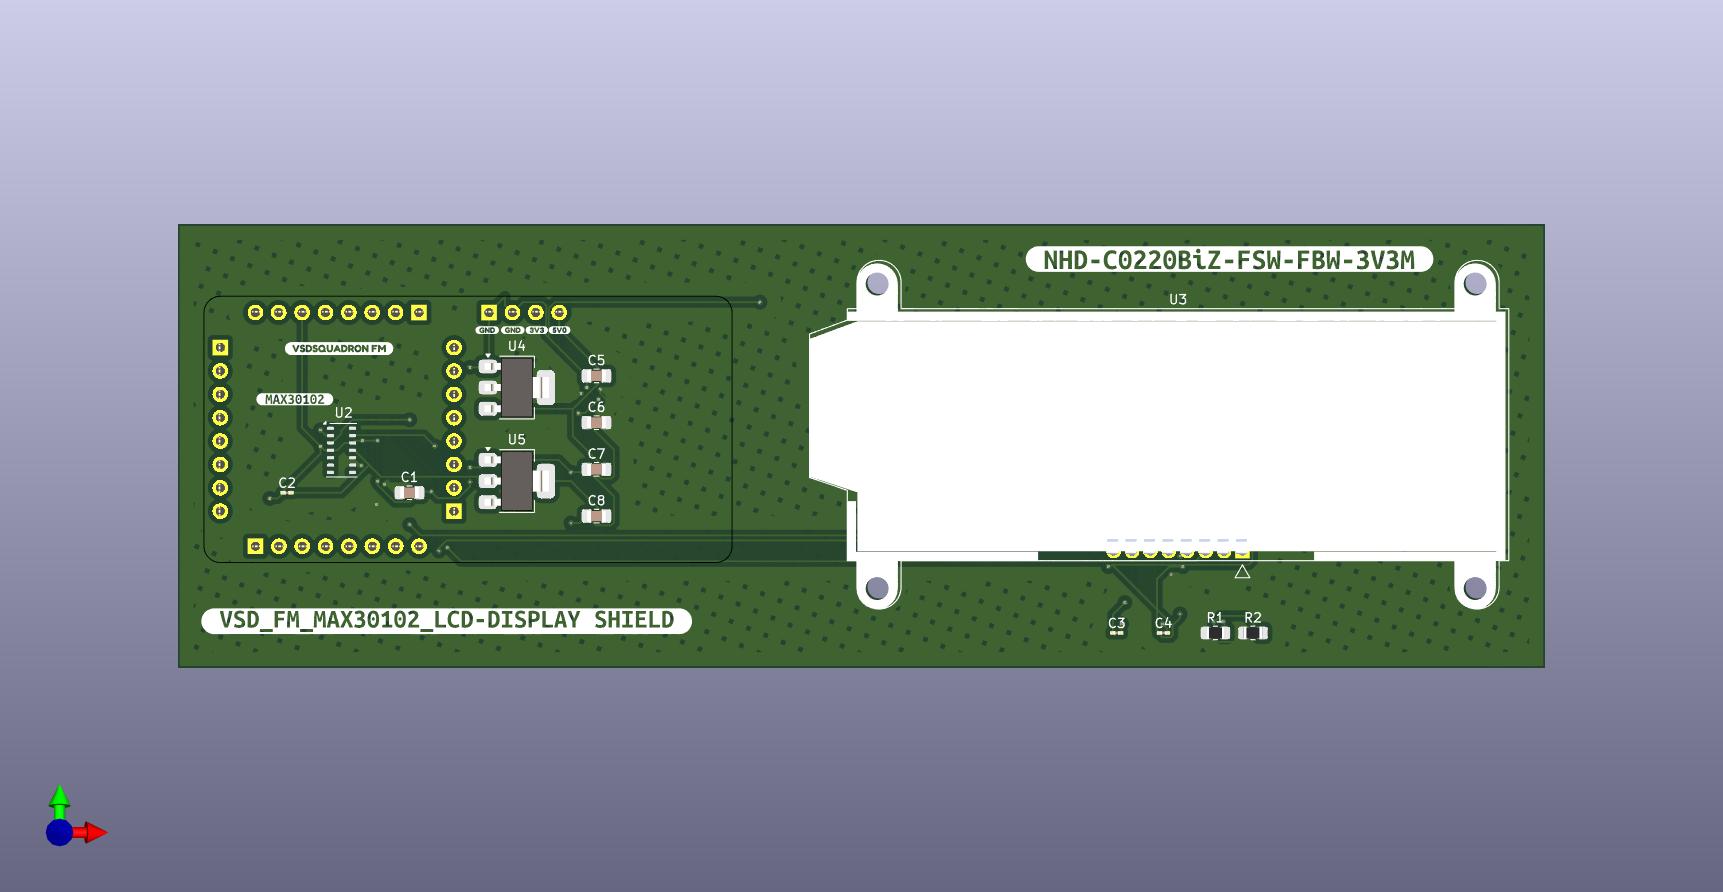 NHD-C0220BiZ-FSW-FBW-3V3M
U3
GND GND 3V3 5V0
VSDSQUADRON FM
U4
C5
MAX30102
U2
C6
U5
C7
C2
C1
C8
VSD_FM_MAX30102_LCD-DISPLAY SHIELD
C3
C4
R1
R2